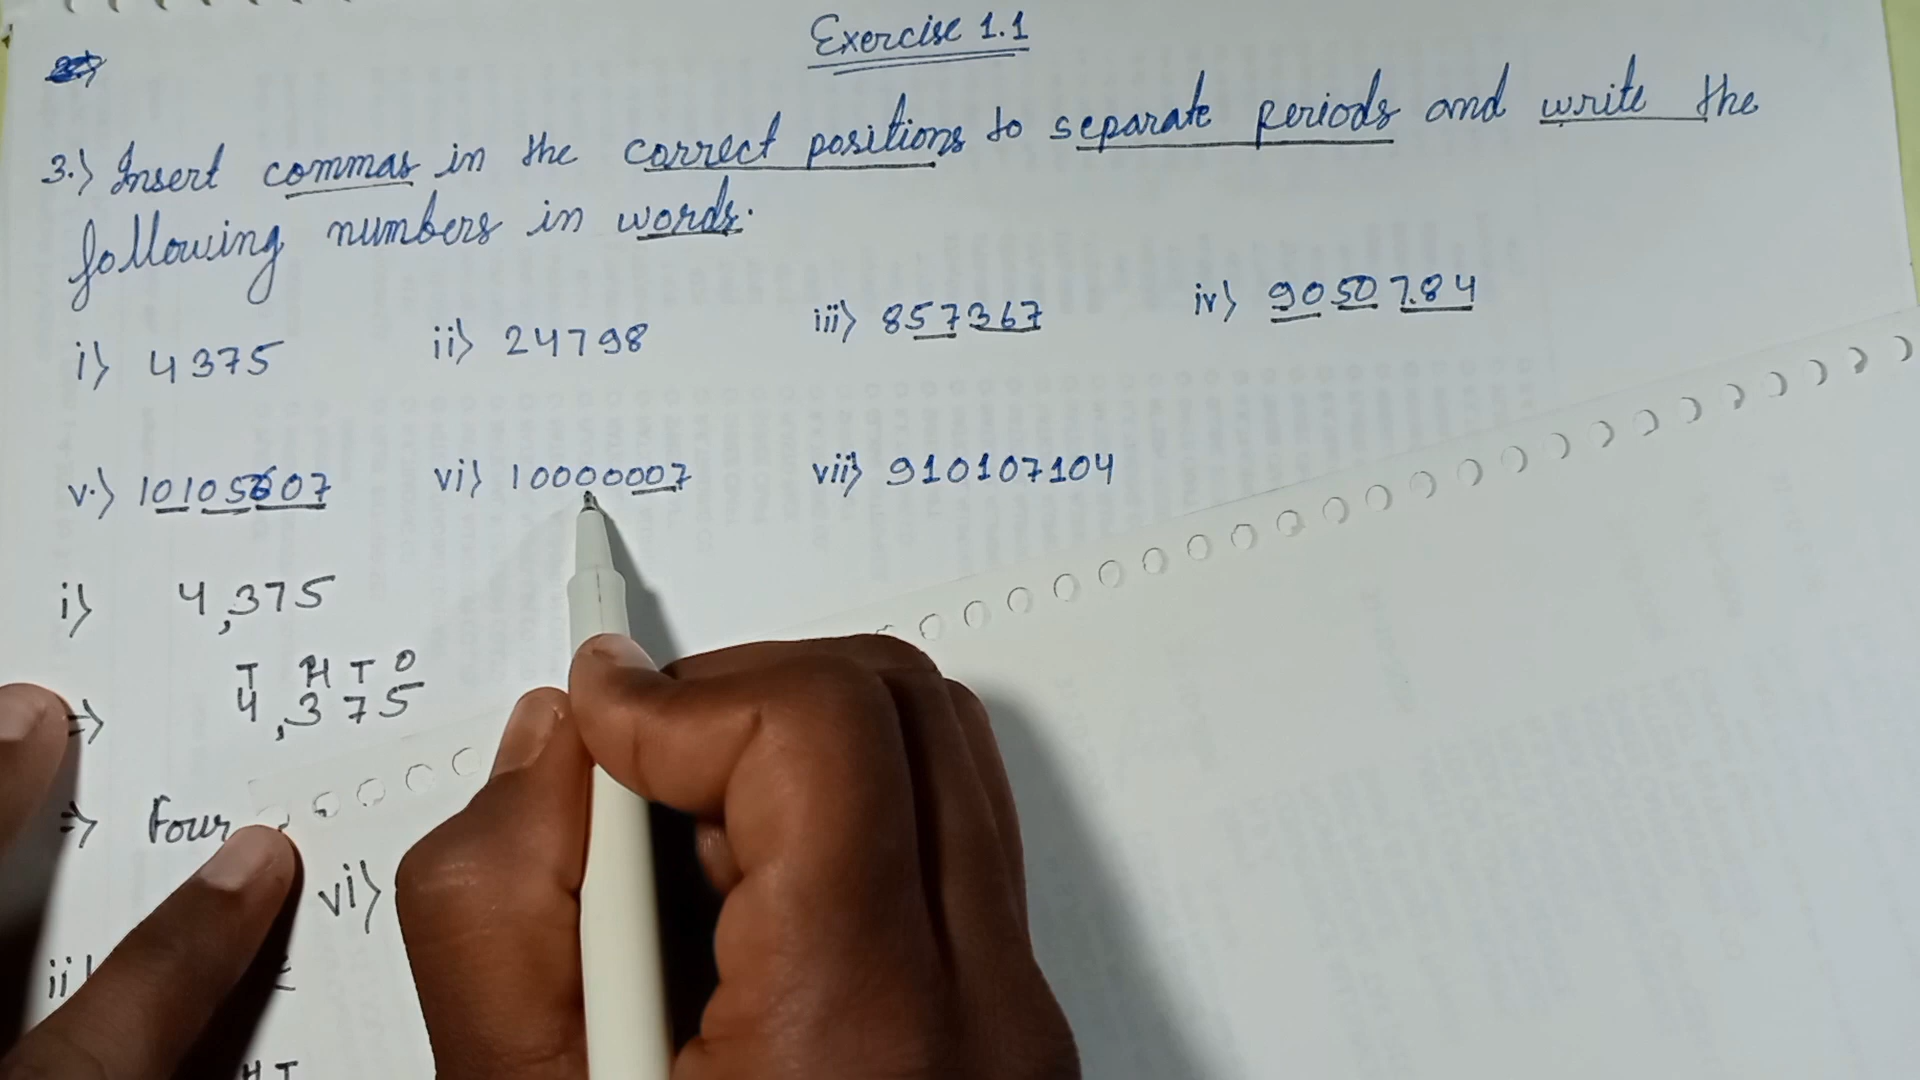 Exercise 1.1
3.) Insert commas in the correct positions to separate periods and write the
following numbers in words.
i) 4375 ii) 24798 iii) 857367 iv) 9050784
v.) 10105607 vi) 10000007 vii) 910107104
i) 4,375
T H T O
⇒ 4,375
⇒ Four
vi)
ii)
H T